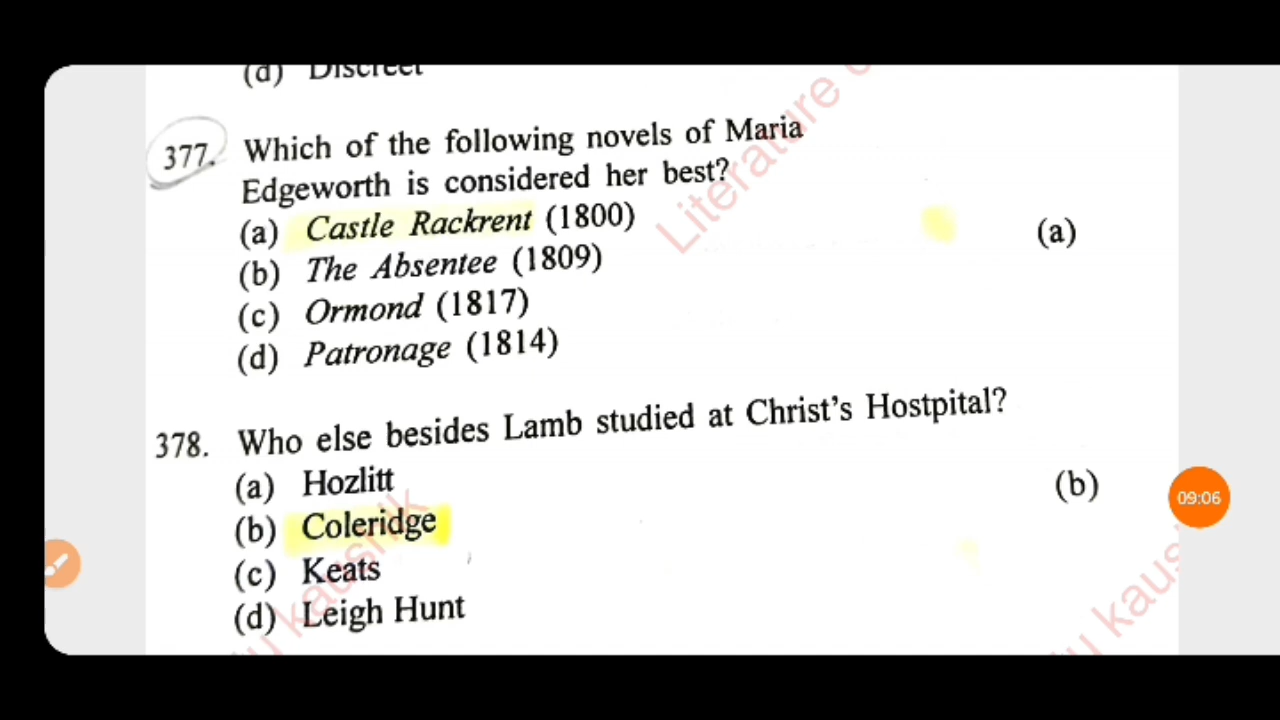 (d) Discreet
377. Which of the following novels of Maria
Edgeworth is considered her best?
(a) Castle Rackrent (1800)
(a)
(b) The Absentee (1809)
(c) Ormond (1817)
(d) Patronage (1814)
378. Who else besides Lamb studied at Christ's Hostpital?
(a) Hozlitt
(b)
(b) Coleridge
(c) Keats
(d) Leigh Hunt
09:06
Literature
kaushik